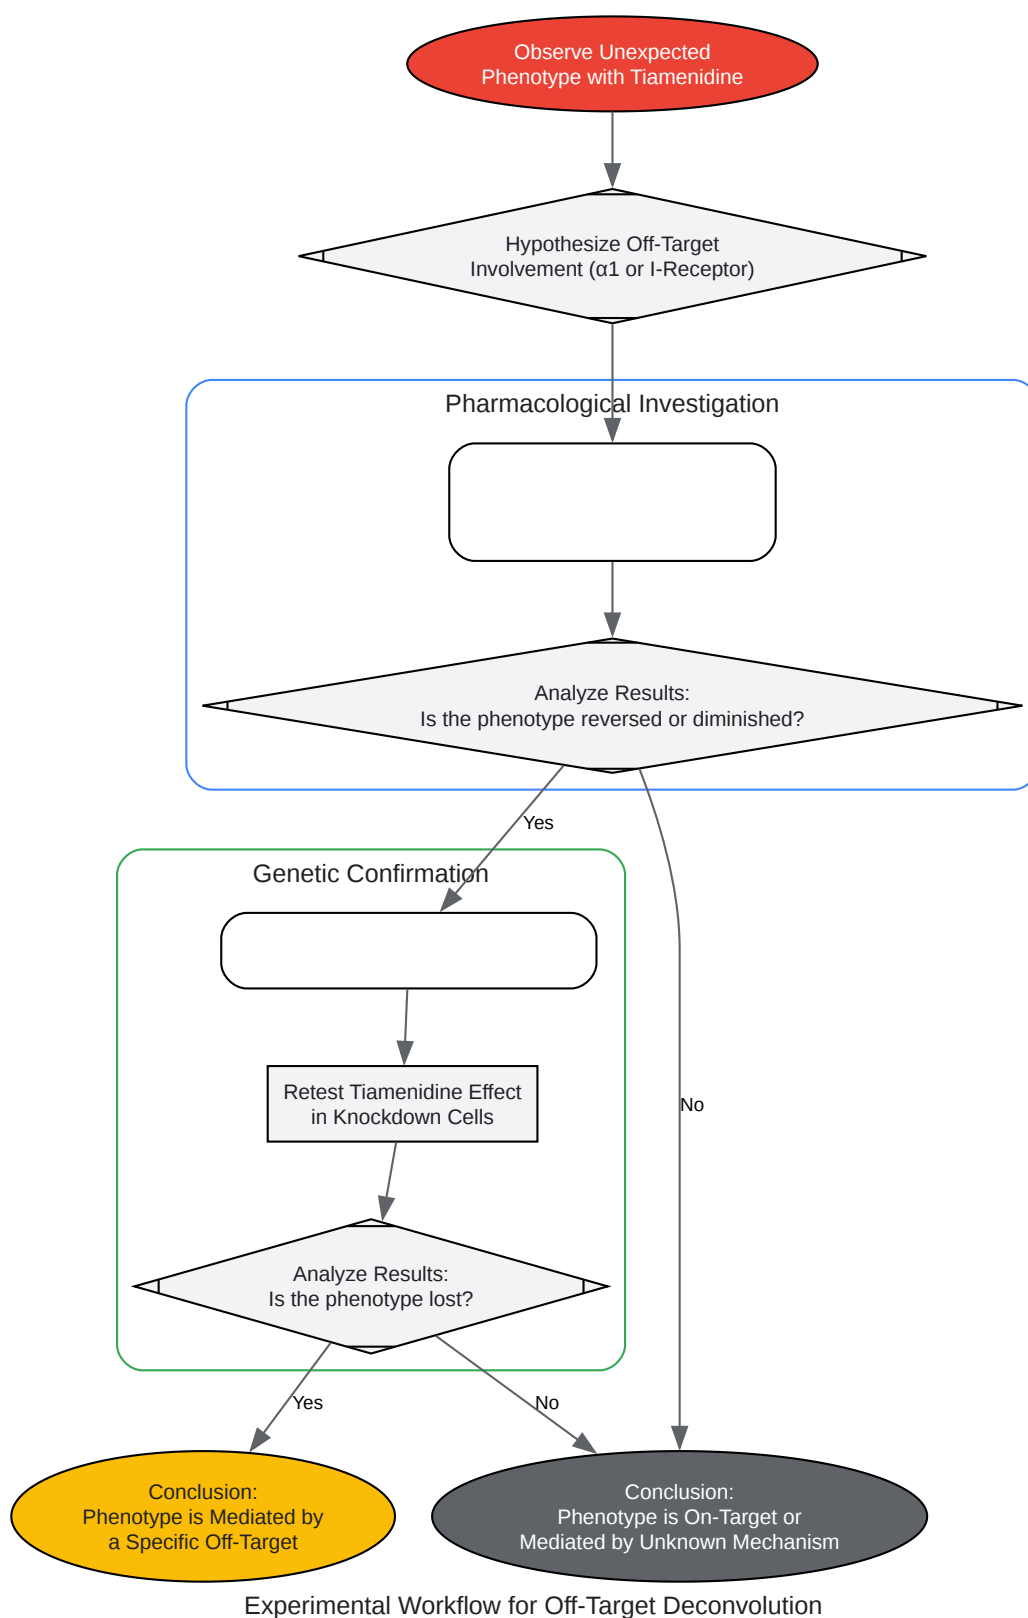 Observe Unexpected
Phenotype with Tiamenidine
Hypothesize Off-Target
Involvement (α1 or I-Receptor)
Pharmacological Investigation
Analyze Results:
Is the phenotype reversed or diminished?
Yes
Genetic Confirmation
Retest Tiamenidine Effect
in Knockdown Cells
No
Analyze Results:
Is the phenotype lost?
Yes
No
Conclusion:
Phenotype is Mediated by
a Specific Off-Target
Conclusion:
Phenotype is On-Target or
Mediated by Unknown Mechanism
Experimental Workflow for Off-Target Deconvolution